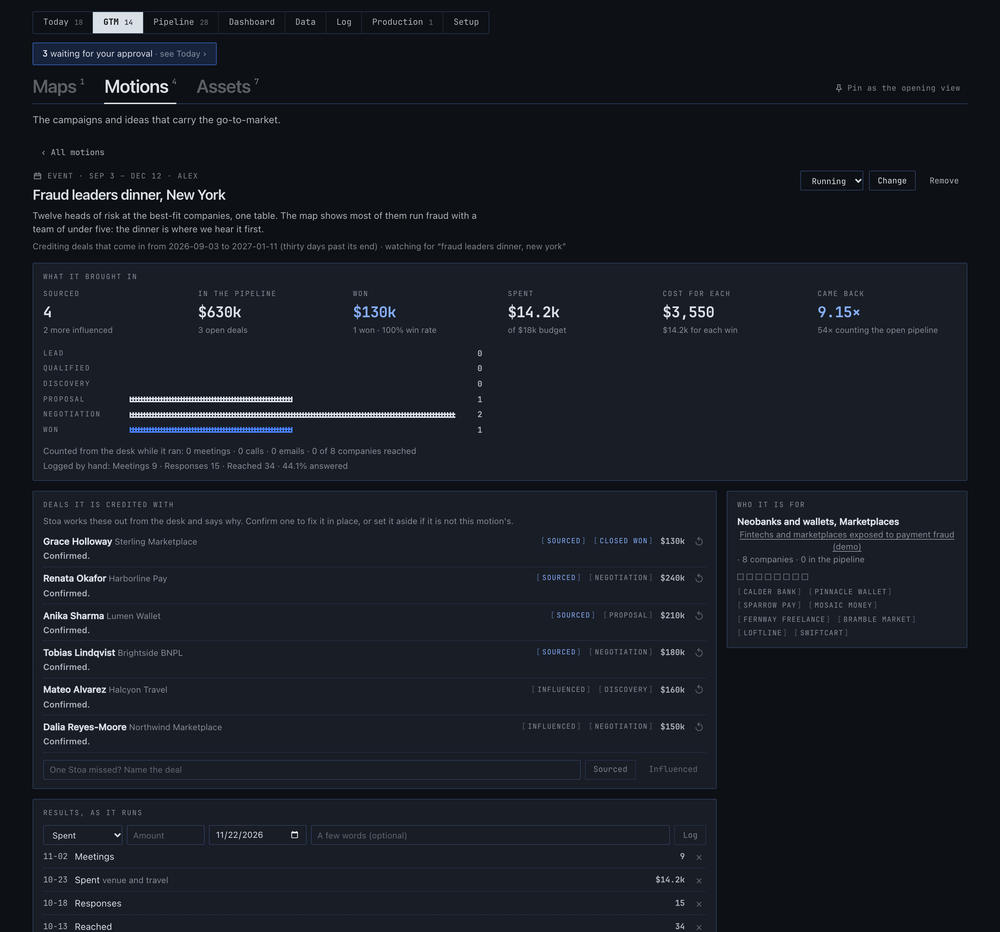 Today 18 GTM 14 Pipeline 28 Dashboard Data Log Production 1 Setup
3 waiting for your approval · see Today ›
Maps 1 Motions 4 Assets 7
Pin as the opening view
The campaigns and ideas that carry the go-to-market.
‹ All motions
EVENT · SEP 3 – DEC 12 · ALEX
Running Change Remove
Fraud leaders dinner, New York
Twelve heads of risk at the best-fit companies, one table. The map shows most of them run fraud with a
team of under five: the dinner is where we hear it first.
Crediting deals that come in from 2026-09-03 to 2027-01-11 (thirty days past its end) · watching for “fraud leaders dinner, new york”
WHAT IT BROUGHT IN
SOURCED IN THE PIPELINE WON SPENT COST FOR EACH CAME BACK
4 $630k $130k $14.2k $3,550 9.15×
2 more influenced 3 open deals 1 won · 100% win rate of $18k budget $14.2k for each win 54× counting the open pipeline
LEAD 0
QUALIFIED 0
DISCOVERY 0
PROPOSAL 1
NEGOTIATION 2
WON 1
Counted from the desk while it ran: 0 meetings · 0 calls · 0 emails · 0 of 8 companies reached
Logged by hand: Meetings 9 · Responses 15 · Reached 34 · 44.1% answered
DEALS IT IS CREDITED WITH
Stoa works these out from the desk and says why. Confirm one to fix it in place, or set it aside if it is not this motion's.
Grace Holloway Sterling Marketplace [SOURCED] [CLOSED WON] $130k
Confirmed.
Renata Okafor Harborline Pay [SOURCED] [NEGOTIATION] $240k
Confirmed.
Anika Sharma Lumen Wallet [SOURCED] [PROPOSAL] $210k
Confirmed.
Tobias Lindqvist Brightside BNPL [SOURCED] [NEGOTIATION] $180k
Confirmed.
Mateo Alvarez Halcyon Travel [INFLUENCED] [DISCOVERY] $160k
Confirmed.
Dalia Reyes-Moore Northwind Marketplace [INFLUENCED] [NEGOTIATION] $150k
Confirmed.
One Stoa missed? Name the deal Sourced Influenced
WHO IT IS FOR
Neobanks and wallets, Marketplaces
Fintechs and marketplaces exposed to payment fraud
(demo)
· 8 companies · 0 in the pipeline
[CALDER BANK] [PINNACLE WALLET]
[SPARROW PAY] [MOSAIC MONEY]
[FERNWAY FREELANCE] [BRAMBLE MARKET]
[LOFTLINE] [SWIFTCART]
RESULTS, AS IT RUNS
Spent Amount 11/22/2026 A few words (optional) Log
11-02 Meetings 9 ×
10-23 Spent venue and travel $14.2k ×
10-18 Responses 15 ×
10-13 Reached 34 ×